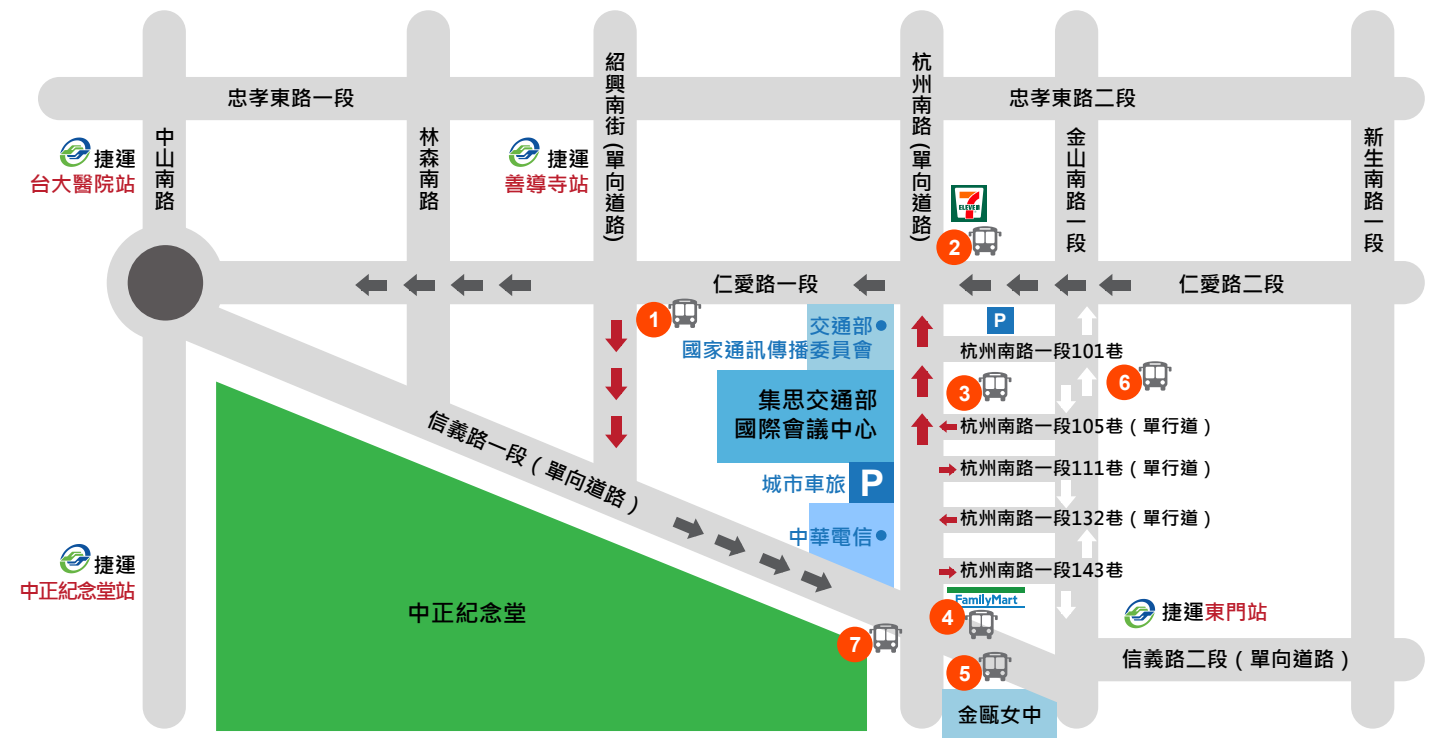 忠孝東路一段
忠孝東路二段
中山南路
林森南路
紹興南街(單向道路)
杭州南路(單向道路)
金山南路一段
新生南路一段
捷運
台大醫院站
捷運
善導寺站
7
ELEVEN
2
仁愛路一段
仁愛路二段
1
交通部
國家通訊傳播委員會
P
杭州南路一段101巷
3
6
集思交通部
國際會議中心
杭州南路一段105巷(單行道)
杭州南路一段111巷(單行道)
城市車旅
P
杭州南路一段132巷(單行道)
中華電信
杭州南路一段143巷
信義路一段(單向道路)
捷運
中正紀念堂站
中正紀念堂
FamilyMart
4
捷運東門站
7
5
信義路二段(單向道路)
金甌女中